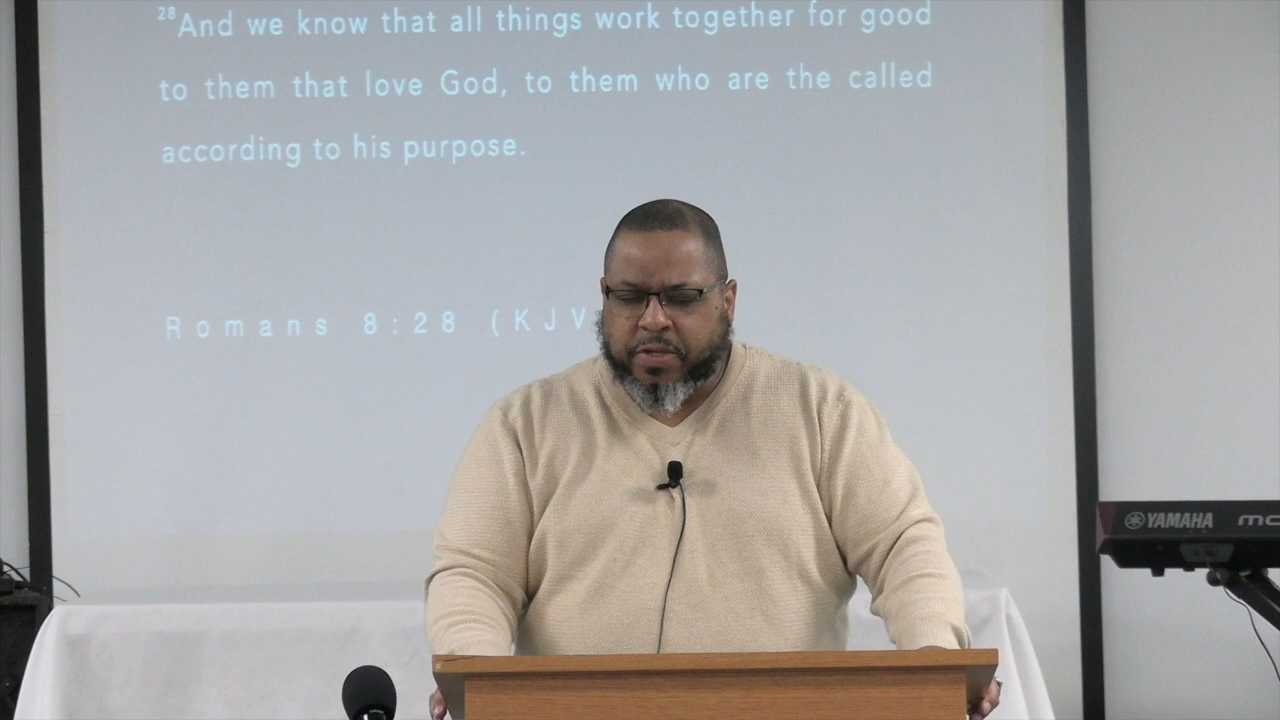 28And we know that all things work together for good
to them that love God, to them who are the called
according to his purpose.
Romans 8:28 (KJV
YAMAHA